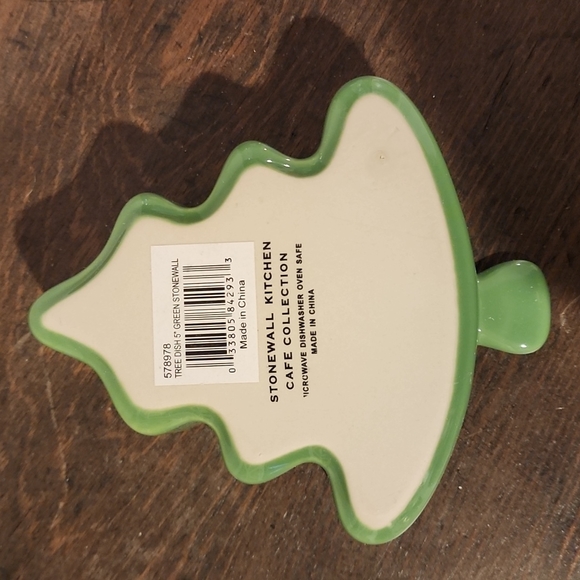 578978
TREE DISH 5" GREEN STONEWALL
0 33805 84293 3
Made in China
STONEWALL KITCHEN
CAFE COLLECTION
MICROWAVE DISHWASHER OVEN SAFE
MADE IN CHINA